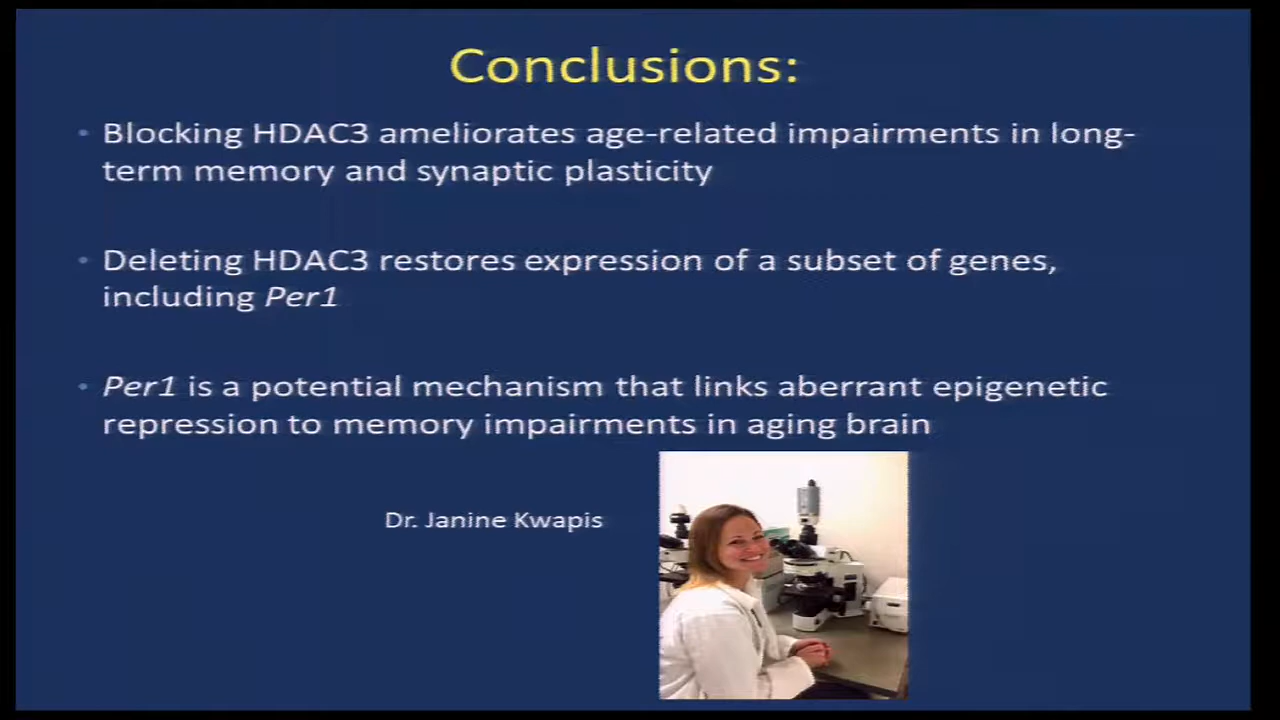 Conclusions:
• Blocking HDAC3 ameliorates age-related impairments in long-
term memory and synaptic plasticity
• Deleting HDAC3 restores expression of a subset of genes,
including Per1
• Per1 is a potential mechanism that links aberrant epigenetic
repression to memory impairments in aging brain
Dr. Janine Kwapis